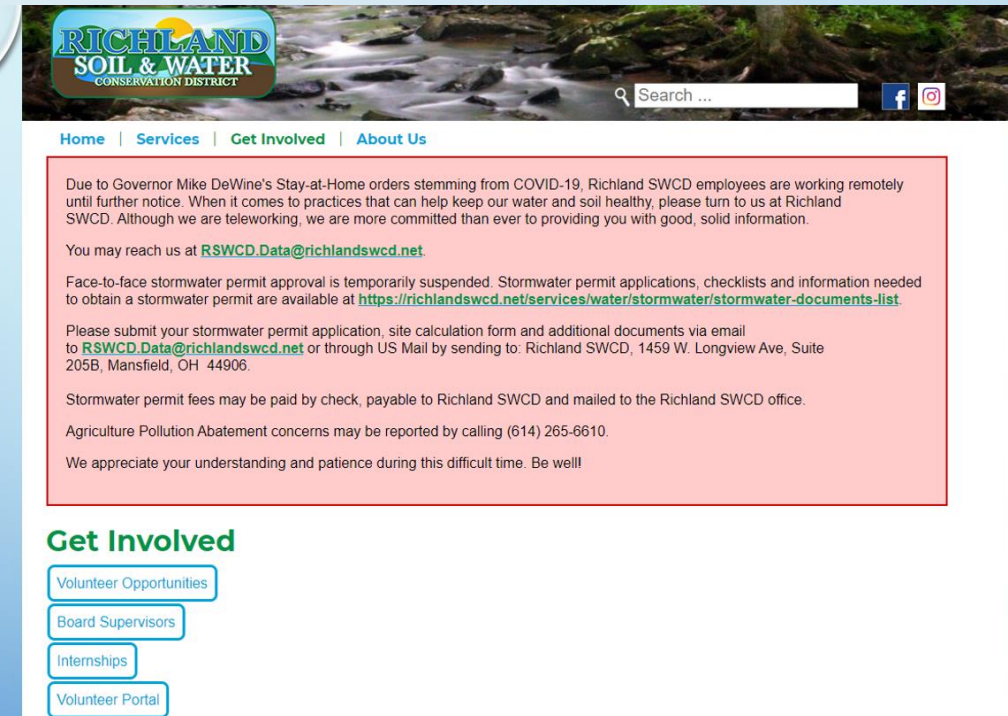 RICHLAND
SOIL & WATER
CONSERVATION DISTRICT
Search ...
Home | Services | Get Involved | About Us
Due to Governor Mike DeWine's Stay-at-Home orders stemming from COVID-19, Richland SWCD employees are working remotely
until further notice. When it comes to practices that can help keep our water and soil healthy, please turn to us at Richland
SWCD. Although we are teleworking, we are more committed than ever to providing you with good, solid information.
You may reach us at RSWCD.Data@richlandswcd.net.
Face-to-face stormwater permit approval is temporarily suspended. Stormwater permit applications, checklists and information needed
to obtain a stormwater permit are available at https://richlandswcd.net/services/water/stormwater/stormwater-documents-list.
Please submit your stormwater permit application, site calculation form and additional documents via email
to RSWCD.Data@richlandswcd.net or through US Mail by sending to: Richland SWCD, 1459 W. Longview Ave, Suite
205B, Mansfield, OH 44906.
Stormwater permit fees may be paid by check, payable to Richland SWCD and mailed to the Richland SWCD office.
Agriculture Pollution Abatement concerns may be reported by calling (614) 265-6610.
We appreciate your understanding and patience during this difficult time. Be well!
Get Involved
Volunteer Opportunities
Board Supervisors
Internships
Volunteer Portal